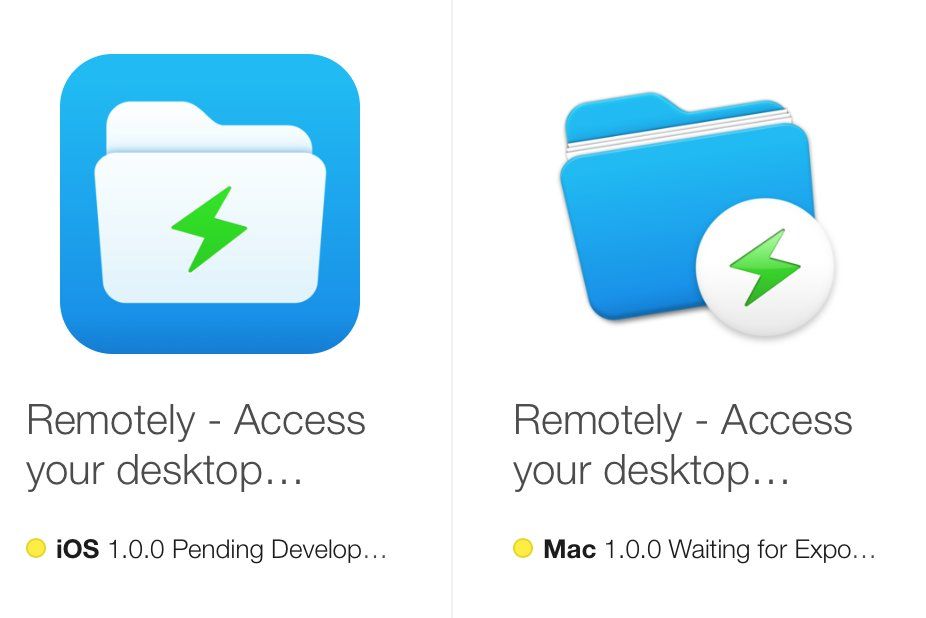 Remotely - Access
your desktop…
iOS 1.0.0 Pending Develop…
Remotely - Access
your desktop…
Mac 1.0.0 Waiting for Expo…